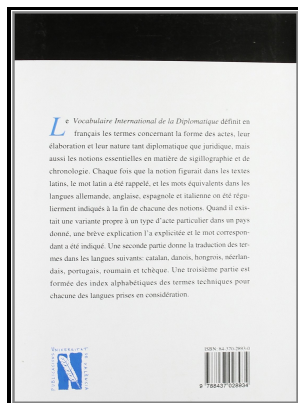 Le Vocabulaire International de la Diplomatique définit en
français les termes concernant la forme des actes, leur
élaboration et leur nature tant diplomatique que juridique, mais
aussi les notions essentielles en matière de sigillographie et de
chronologie. Chaque fois que la notion figurait dans les textes
latins, le mot latin a été rappelé, et les mots équivalents dans les
langues allemande, anglaise, espagnole et italienne on été régu-
lierment indiqués à la fin de chacune des notions. Quand il exis-
tait une variante propre à un type d'acte particulier dans un pays
donné, une brève explication l'a explicitée et le mot correspon-
dant a été indiqué. Une seconde partie donne la traduction des ter-
mes dans les langues suivants: catalan, danois, hongrois, néerlan-
dais, portugais, roumain et tchèque. Une troisième partie est
formée des index alphabétiques des termes techniques pour
chacune des langues prises en considération.